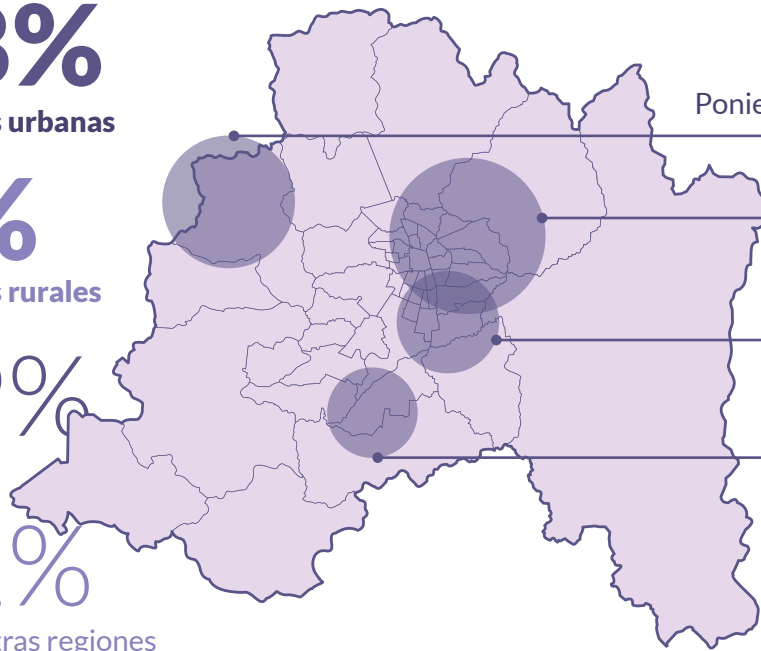 %
urbanas
Ponie
%
rurales
%
%
tras regiones